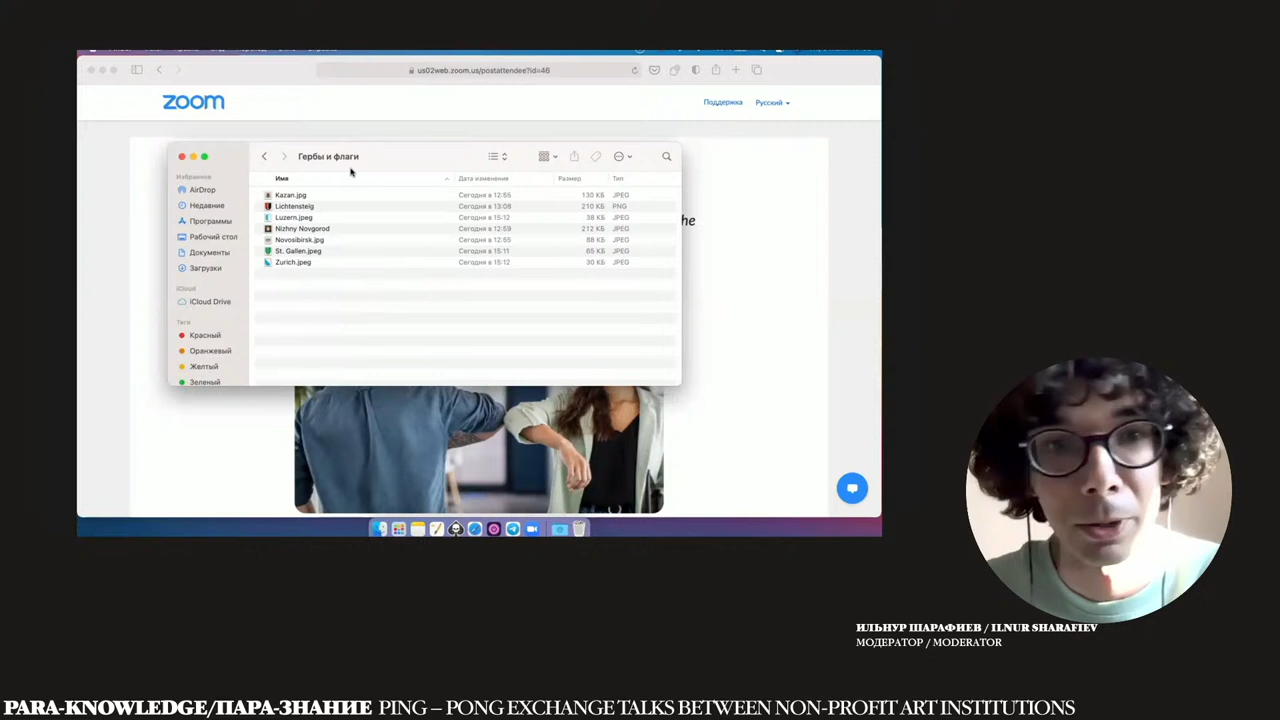 us02web.zoom.us/postattendee?id=46
zoom
Поддержка
Русский
Гербы и флаги
Избранное
AirDrop
Недавние
Программы
Рабочий стол
Документы
Загрузки
iCloud
iCloud Drive
Теги
Красный
Оранжевый
Желтый
Зеленый
Имя Дата изменения Размер Тип
Kazan.jpg Сегодня в 12:55 130 КБ JPEG
Lichtensteig Сегодня в 13:08 210 КБ PNG
Luzern.jpeg Сегодня в 15:12 38 КБ JPEG
Nizhny Novgorod Сегодня в 12:59 212 КБ JPEG
Novosibirsk.jpg Сегодня в 12:55 88 КБ JPEG
St. Gallen.jpeg Сегодня в 15:11 65 КБ JPEG
Zurich.jpeg Сегодня в 15:12 30 КБ JPEG
he
ИЛЬНУР ШАРАФИЕВ / ILNUR SHARAFIEV
МОДЕРАТОР / MODERATOR
PARA-KNOWLEDGE/ПАРА-ЗНАНИЕ PING – PONG EXCHANGE TALKS BETWEEN NON-PROFIT ART INSTITUTIONS